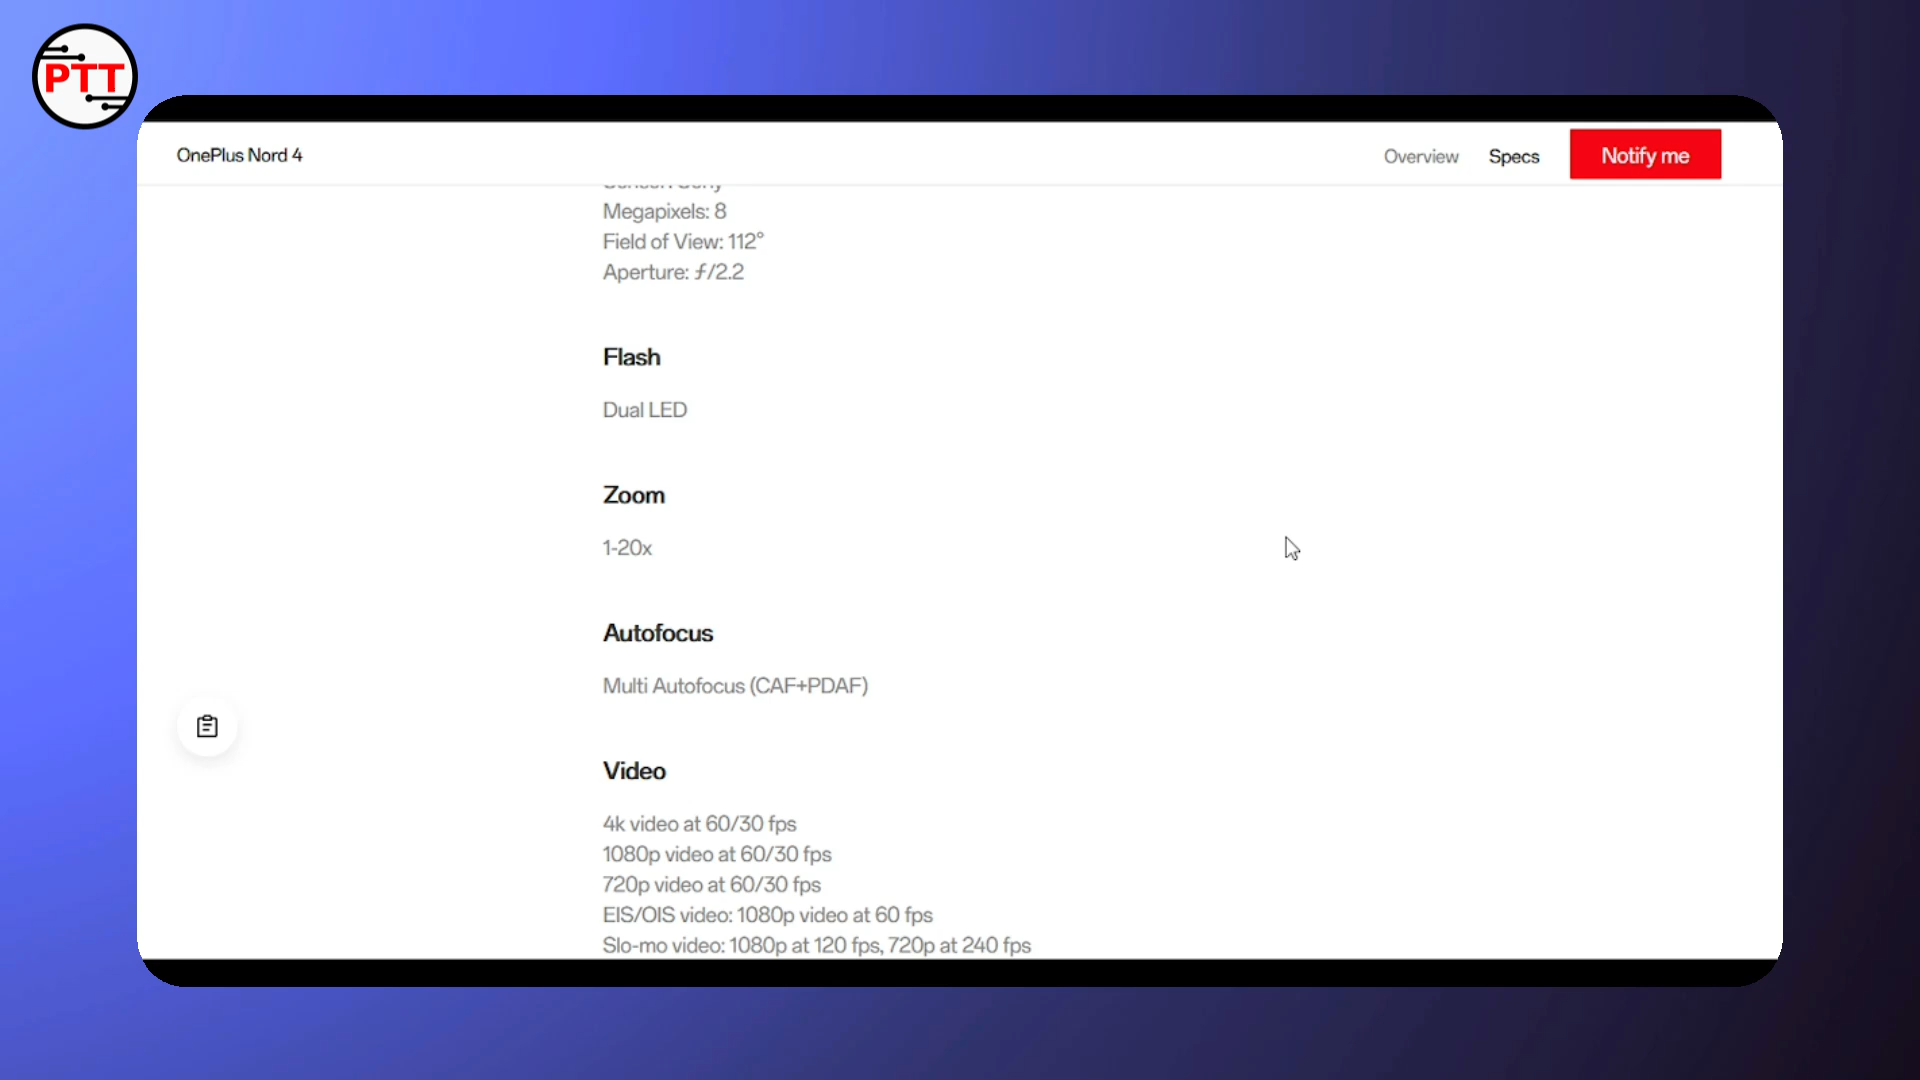 PTT
OnePlus Nord 4
Overview
Specs
Notify me
Megapixels: 8
Field of View: 112°
Aperture: ƒ/2.2
Flash
Dual LED
Zoom
1-20x
Autofocus
Multi Autofocus (CAF+PDAF)
Video
4k video at 60/30 fps
1080p video at 60/30 fps
720p video at 60/30 fps
EIS/OIS video: 1080p video at 60 fps
Slo-mo video: 1080p at 120 fps, 720p at 240 fps